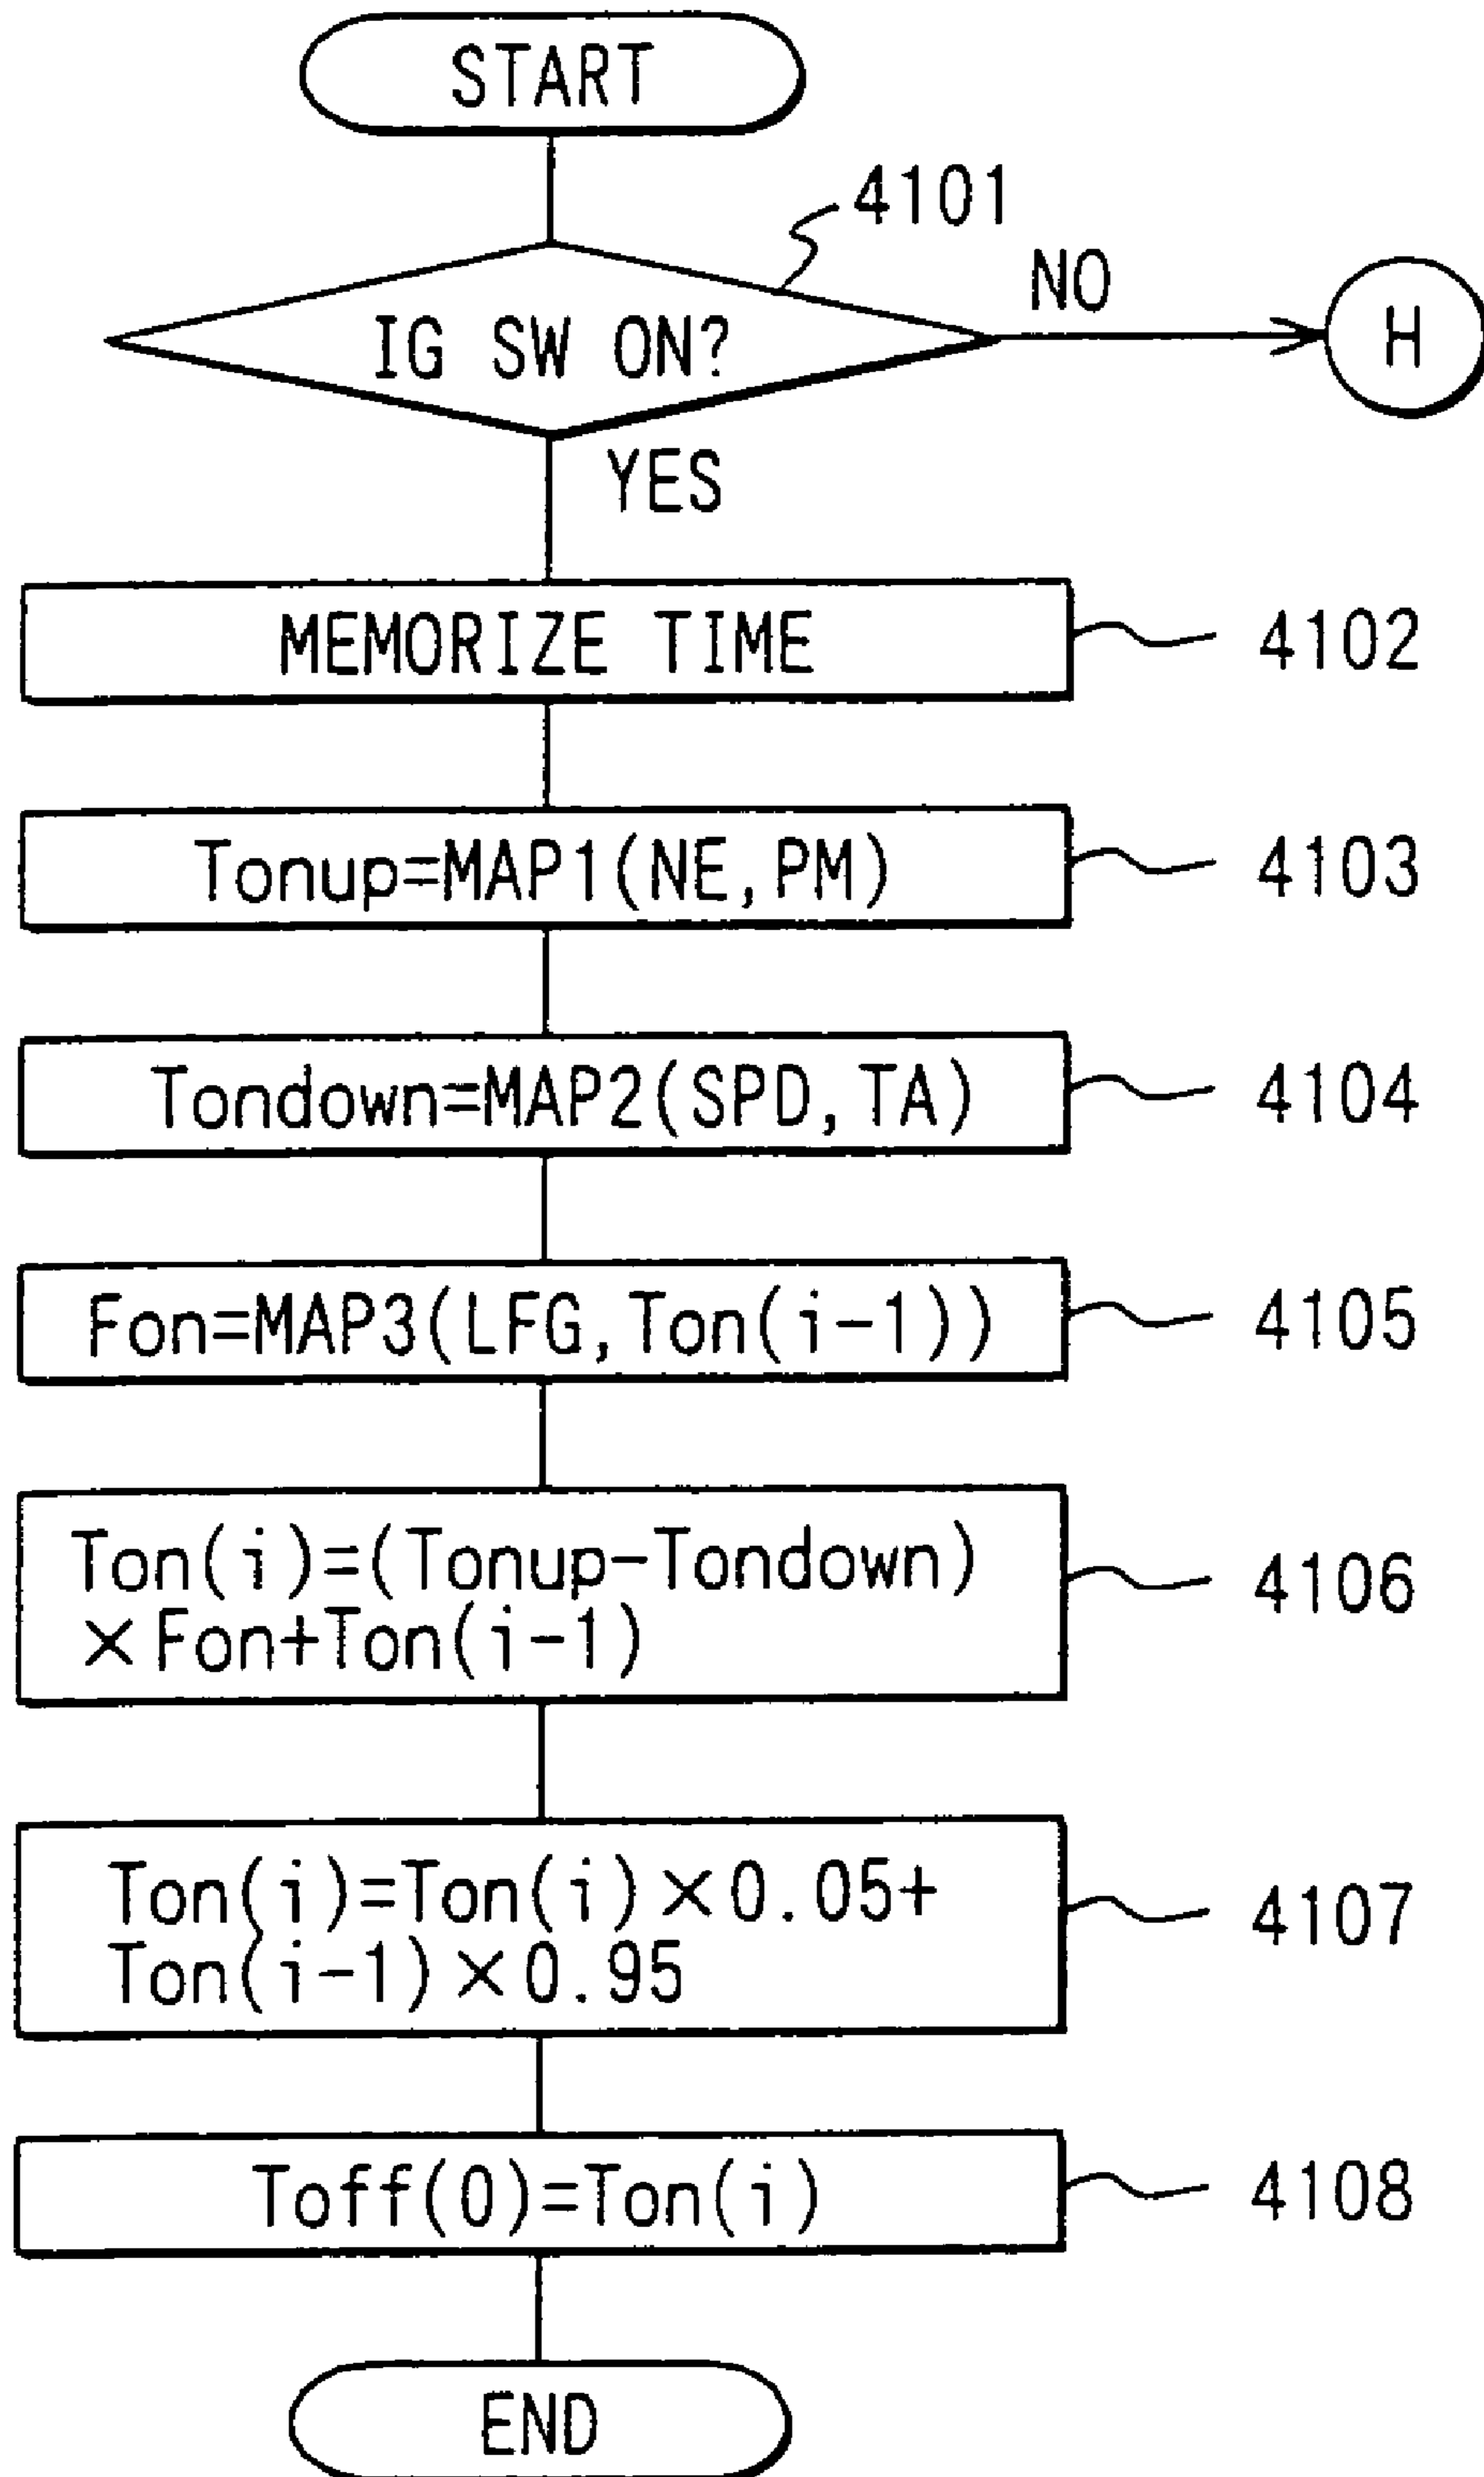 START
4101
IG SW ON?
NO
H
YES
MEMORIZE TIME
4102
Tonup=MAP1(NE,PM)
4103
Tondown=MAP2(SPD,TA)
4104
Fon=MAP3(LFG,Ton(i-1))
4105
Ton(i)=(Tonup-Tondown)
×Fon+Ton(i-1)
4106
Ton(i)=Ton(i)×0.05+
Ton(i-1)×0.95
4107
Toff(0)=Ton(i)
4108
END